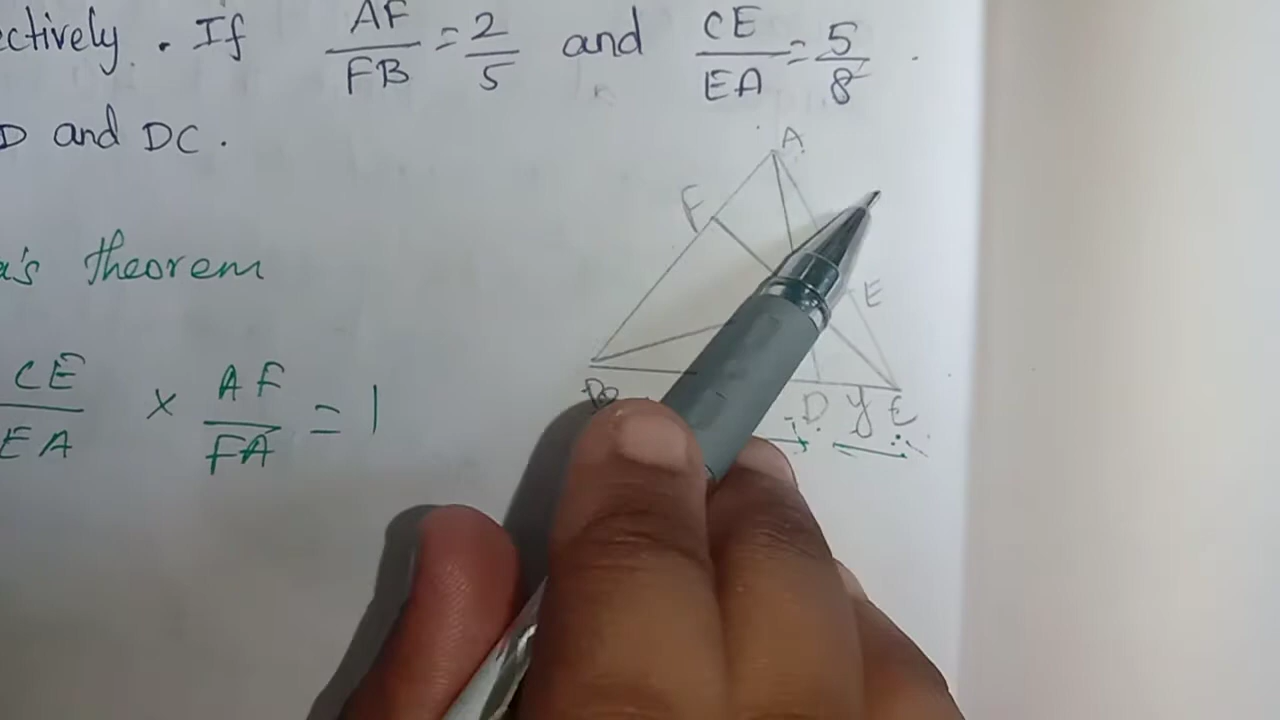 ectively. If AF/FB = 2/5 and CE/EA = 5/8.
D and DC.
A
F
a's theorem
E
CE/EA × AF/FA = 1
B D y C